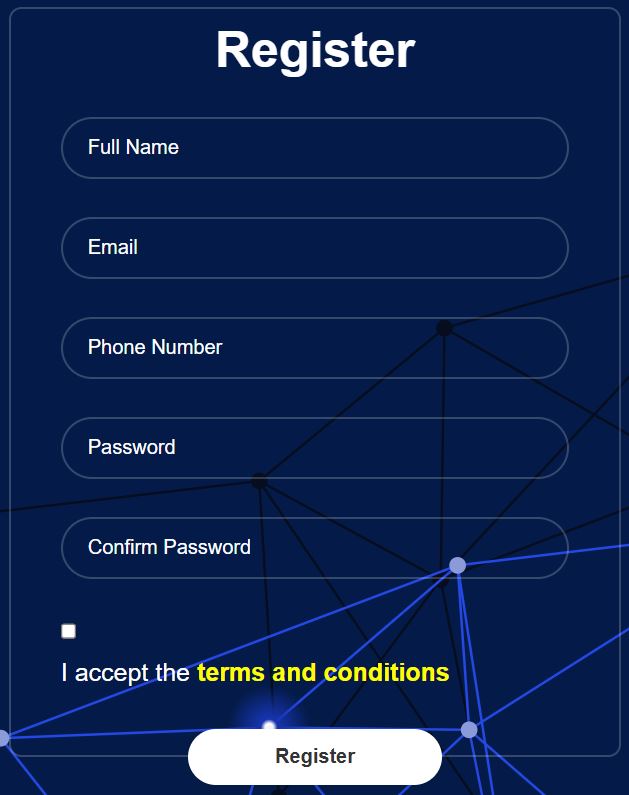 Register
Full Name
Email
Phone Number
Password
Confirm Password
I accept the terms and conditions
Register